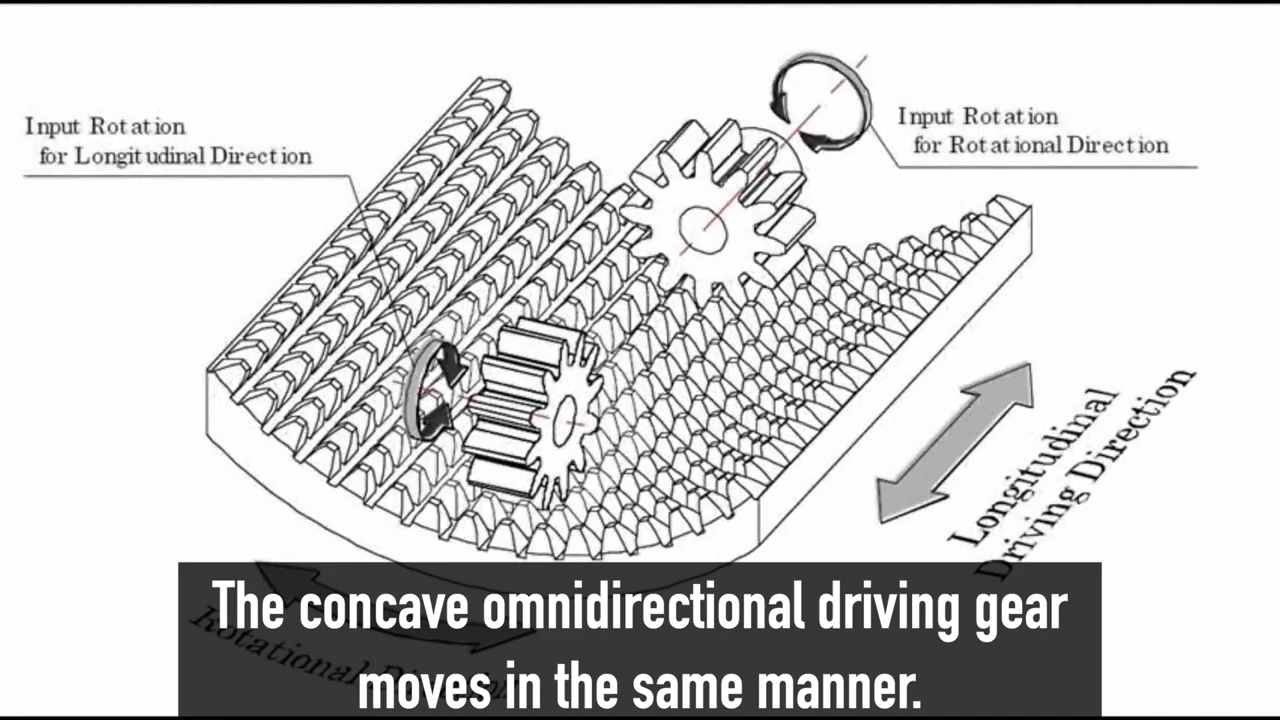 Input Rotation
for Longitudinal Direction
Input Rotation
for Rotational Direction
Longitudinal
Driving Direction
Rotational
The concave omnidirectional driving gear
moves in the same manner.